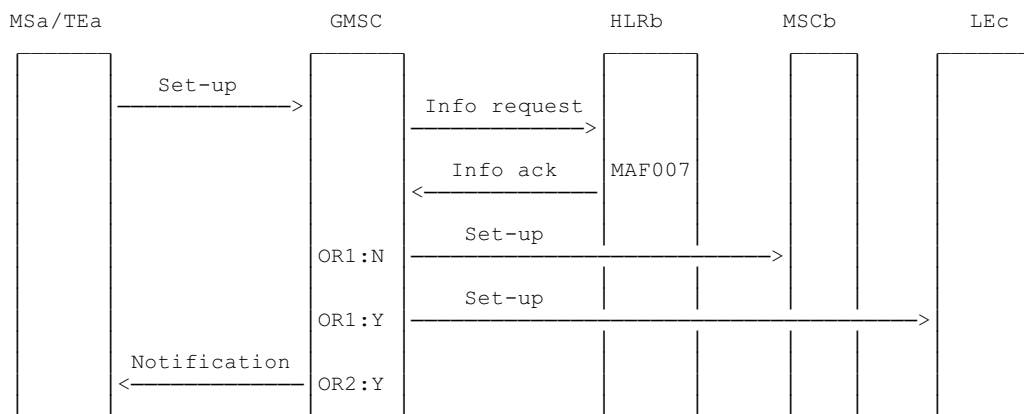 MSa/TEa GMSC HLRb MSCb LEc
Set-up
Info request
Info ack MAF007
Set-up
OR1:N
Set-up
OR1:Y
Notification
OR2:Y